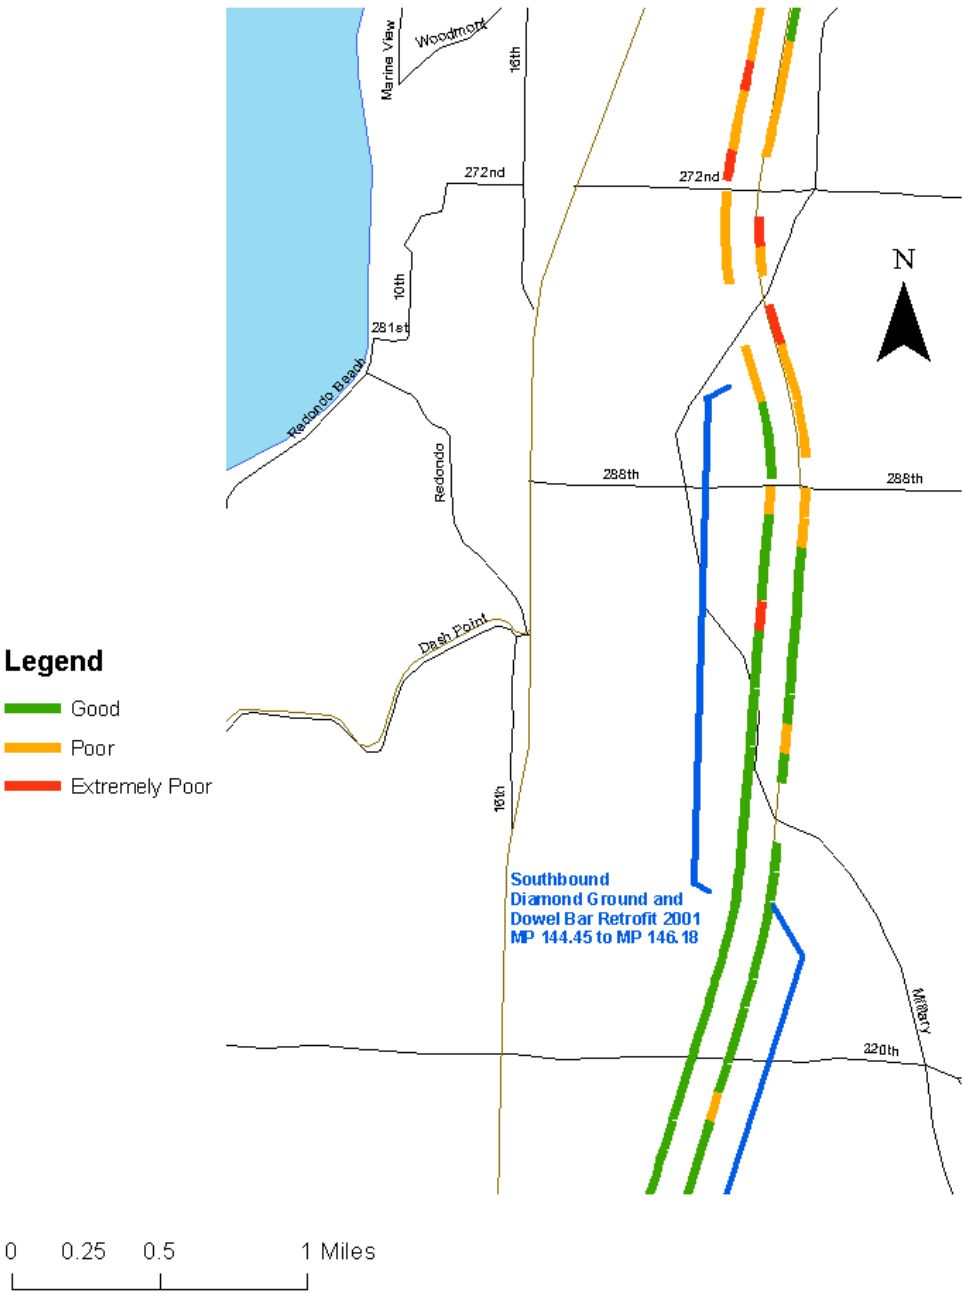 Marine View
Woodmont
16th
272nd
272nd
N
10th
281st
Redondo Beach
Redondo
288th
288th
Dash Point
Legend
Good
Poor
Extremely Poor
16th
Southbound
Diamond Ground and
Dowel Bar Retrofit 2001
MP 144.45 to MP 146.18
Military
320th
0 0.25 0.5 1 Miles